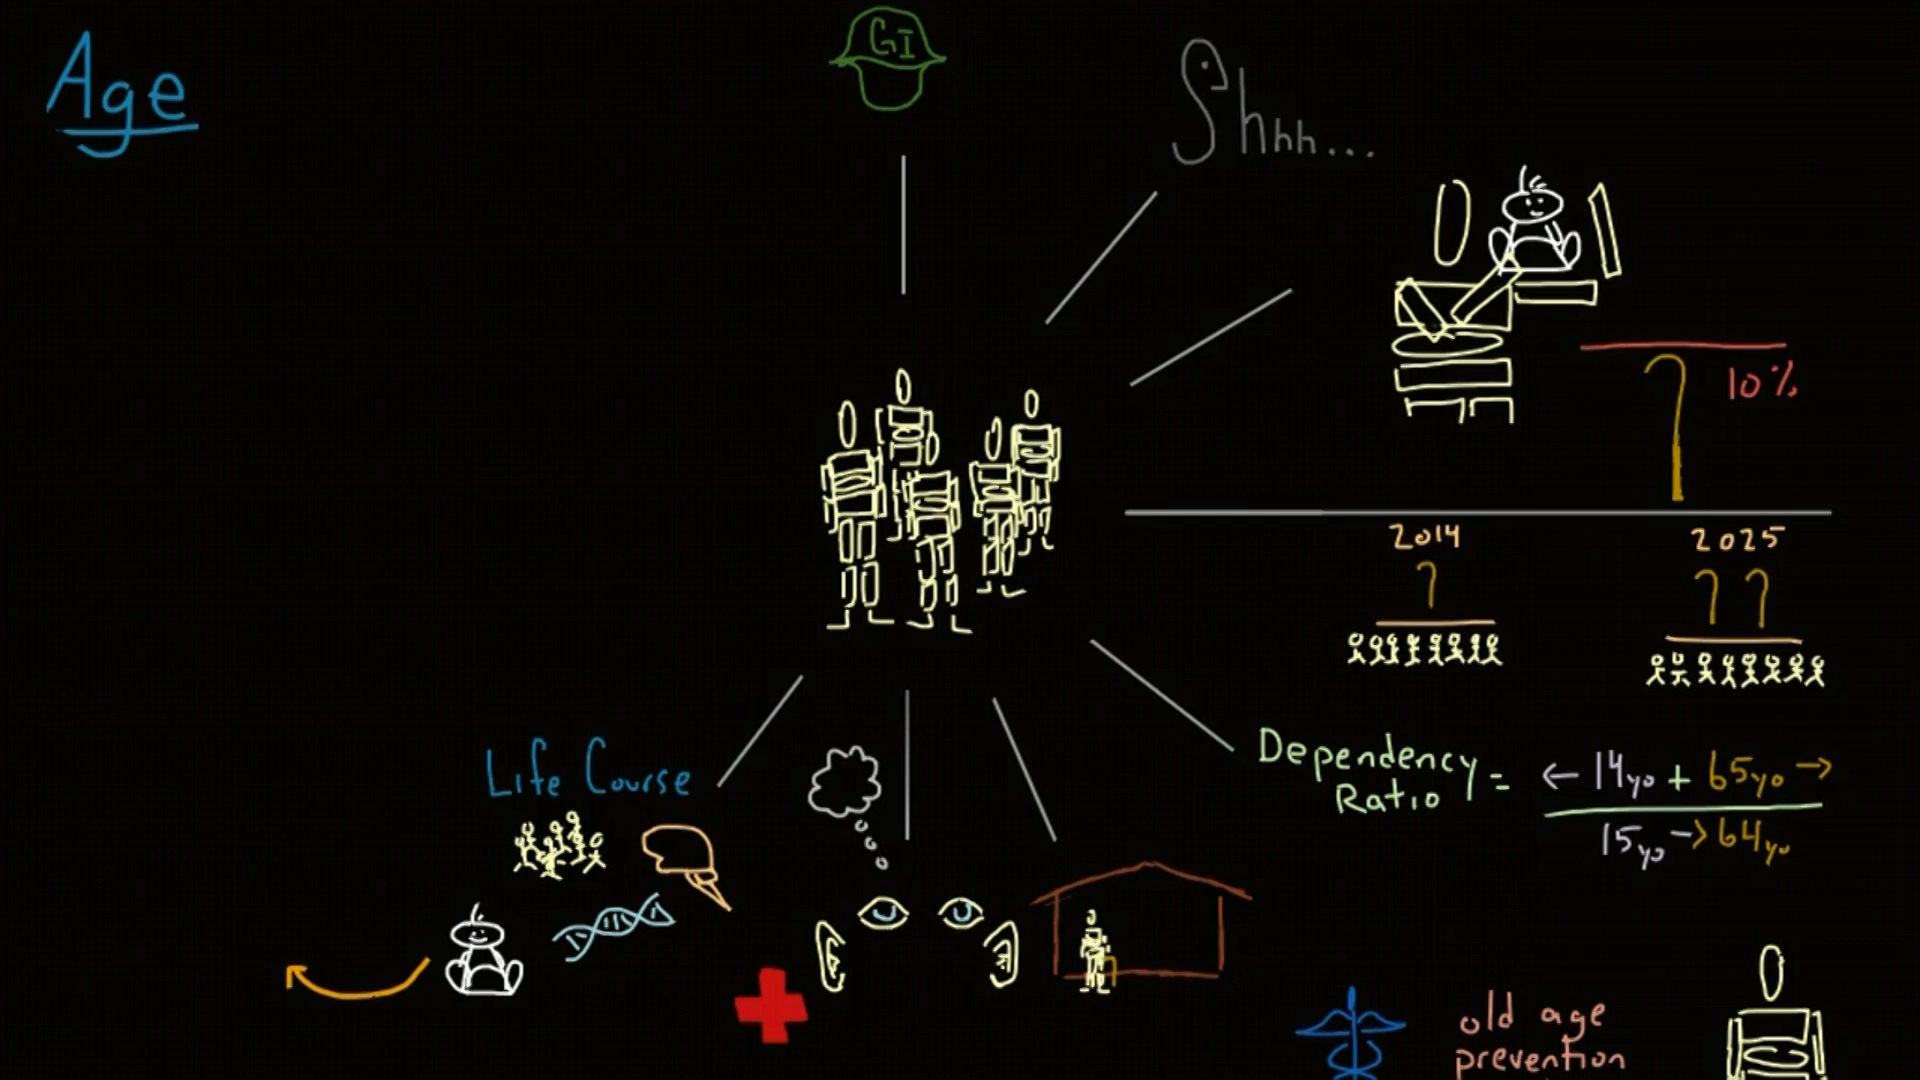 Age
GI
Shhh...
10%
2014
2025
Life Course
Dependency
Ratio
=
← 14yo + 65yo →
15yo → 64yo
old age
prevention